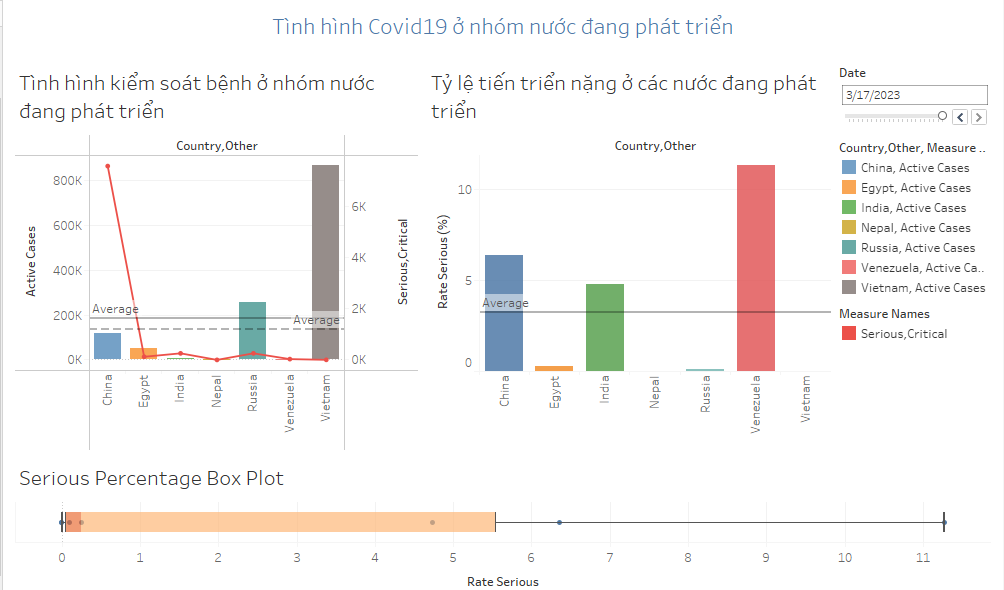 Tình hình Covid19 ở nhóm nước đang phát triển
Tình hình kiểm soát bệnh ở nhóm nước
đang phát triển
Country,Other
Active Cases
800K
600K
400K
200K
0K
Average
Average
6K
4K
2K
0K
Serious,Critical
China
Egypt
India
Nepal
Russia
Venezuela
Vietnam
Tỷ lệ tiến triển nặng ở các nước đang phát
triển
Country,Other
Rate Serious (%)
10
5
0
Average
China
Egypt
India
Nepal
Russia
Venezuela
Vietnam
Date
3/17/2023
Country,Other, Measure ..
China, Active Cases
Egypt, Active Cases
India, Active Cases
Nepal, Active Cases
Russia, Active Cases
Venezuela, Active Ca..
Vietnam, Active Cases
Measure Names
Serious,Critical
Serious Percentage Box Plot
0 1 2 3 4 5 6 7 8 9 10 11
Rate Serious